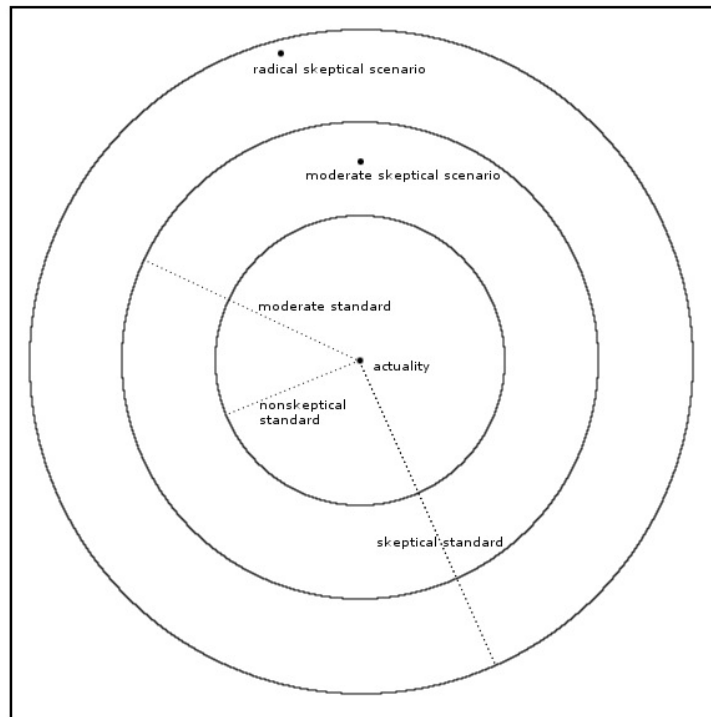 radical skeptical scenario
moderate skeptical scenario
moderate standard
actuality
nonskeptical
standard
skeptical standard